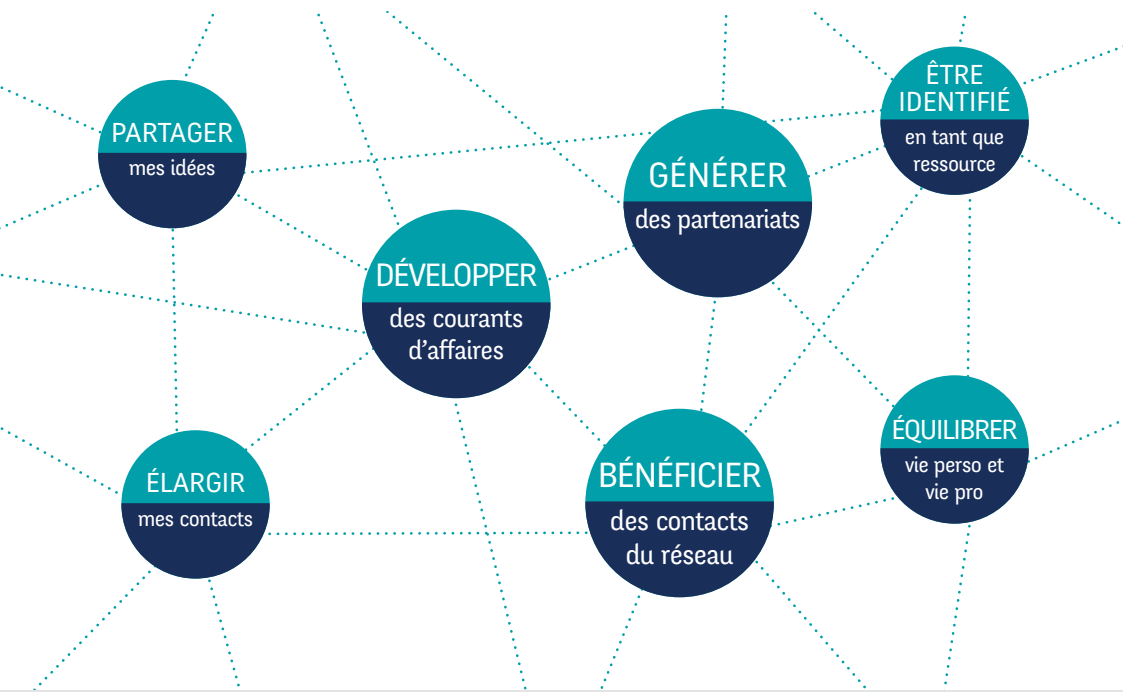 PARTAGER
mes idées
DÉVELOPPER
des courants
d’affaires
GÉNÉRER
des partenariats
ÊTRE
IDENTIFIÉ
en tant que
ressource
ÉLARGIR
mes contacts
BÉNÉFICIER
des contacts
du réseau
ÉQUILIBRER
vie perso et
vie pro